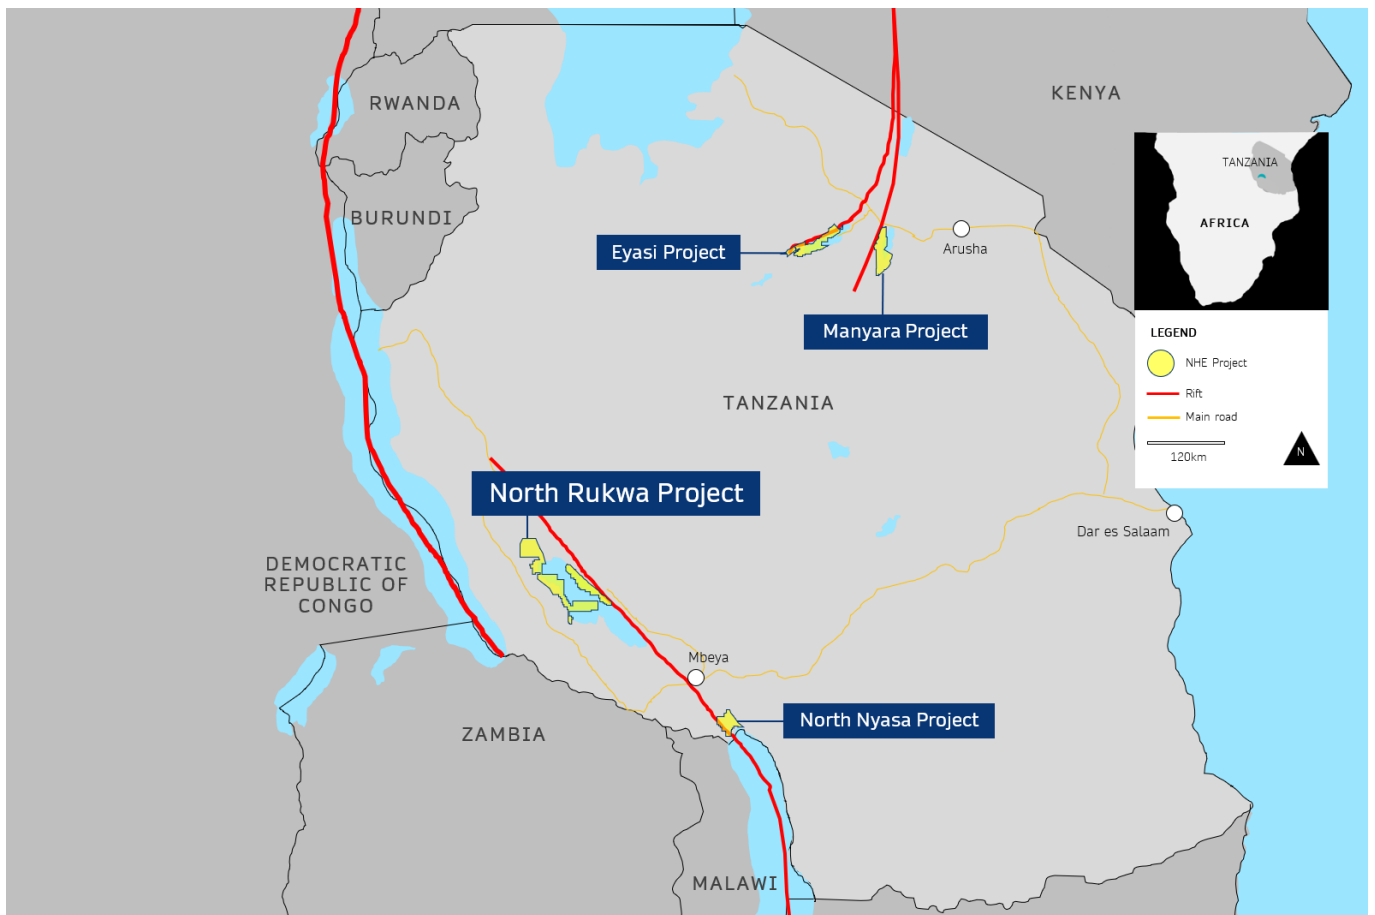 RWANDA
KENYA
BURUNDI
Eyasi Project
Arusha
Manyara Project
TANZANIA
AFRICA
LEGEND
NHE Project
Rift
Main road
120km
N
TANZANIA
North Rukwa Project
Dar es Salaam
DEMOCRATIC
REPUBLIC OF
CONGO
Mbeya
North Nyasa Project
ZAMBIA
MALAWI